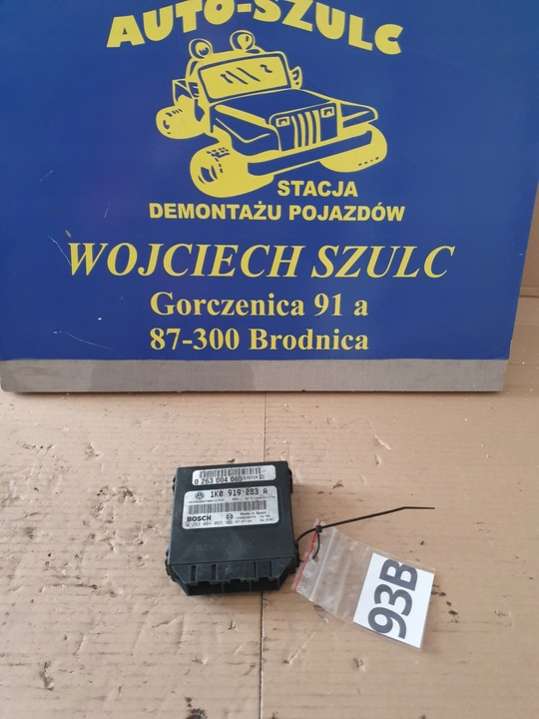 AUTO-SZULC
STACJA
DEMONTAŻU POJAZDÓW
WOJCIECH SZULC
Gorczenica 91 a
87-300 Brodnica
0 263 004 060
1K0 919 283 A
BOSCH
93B